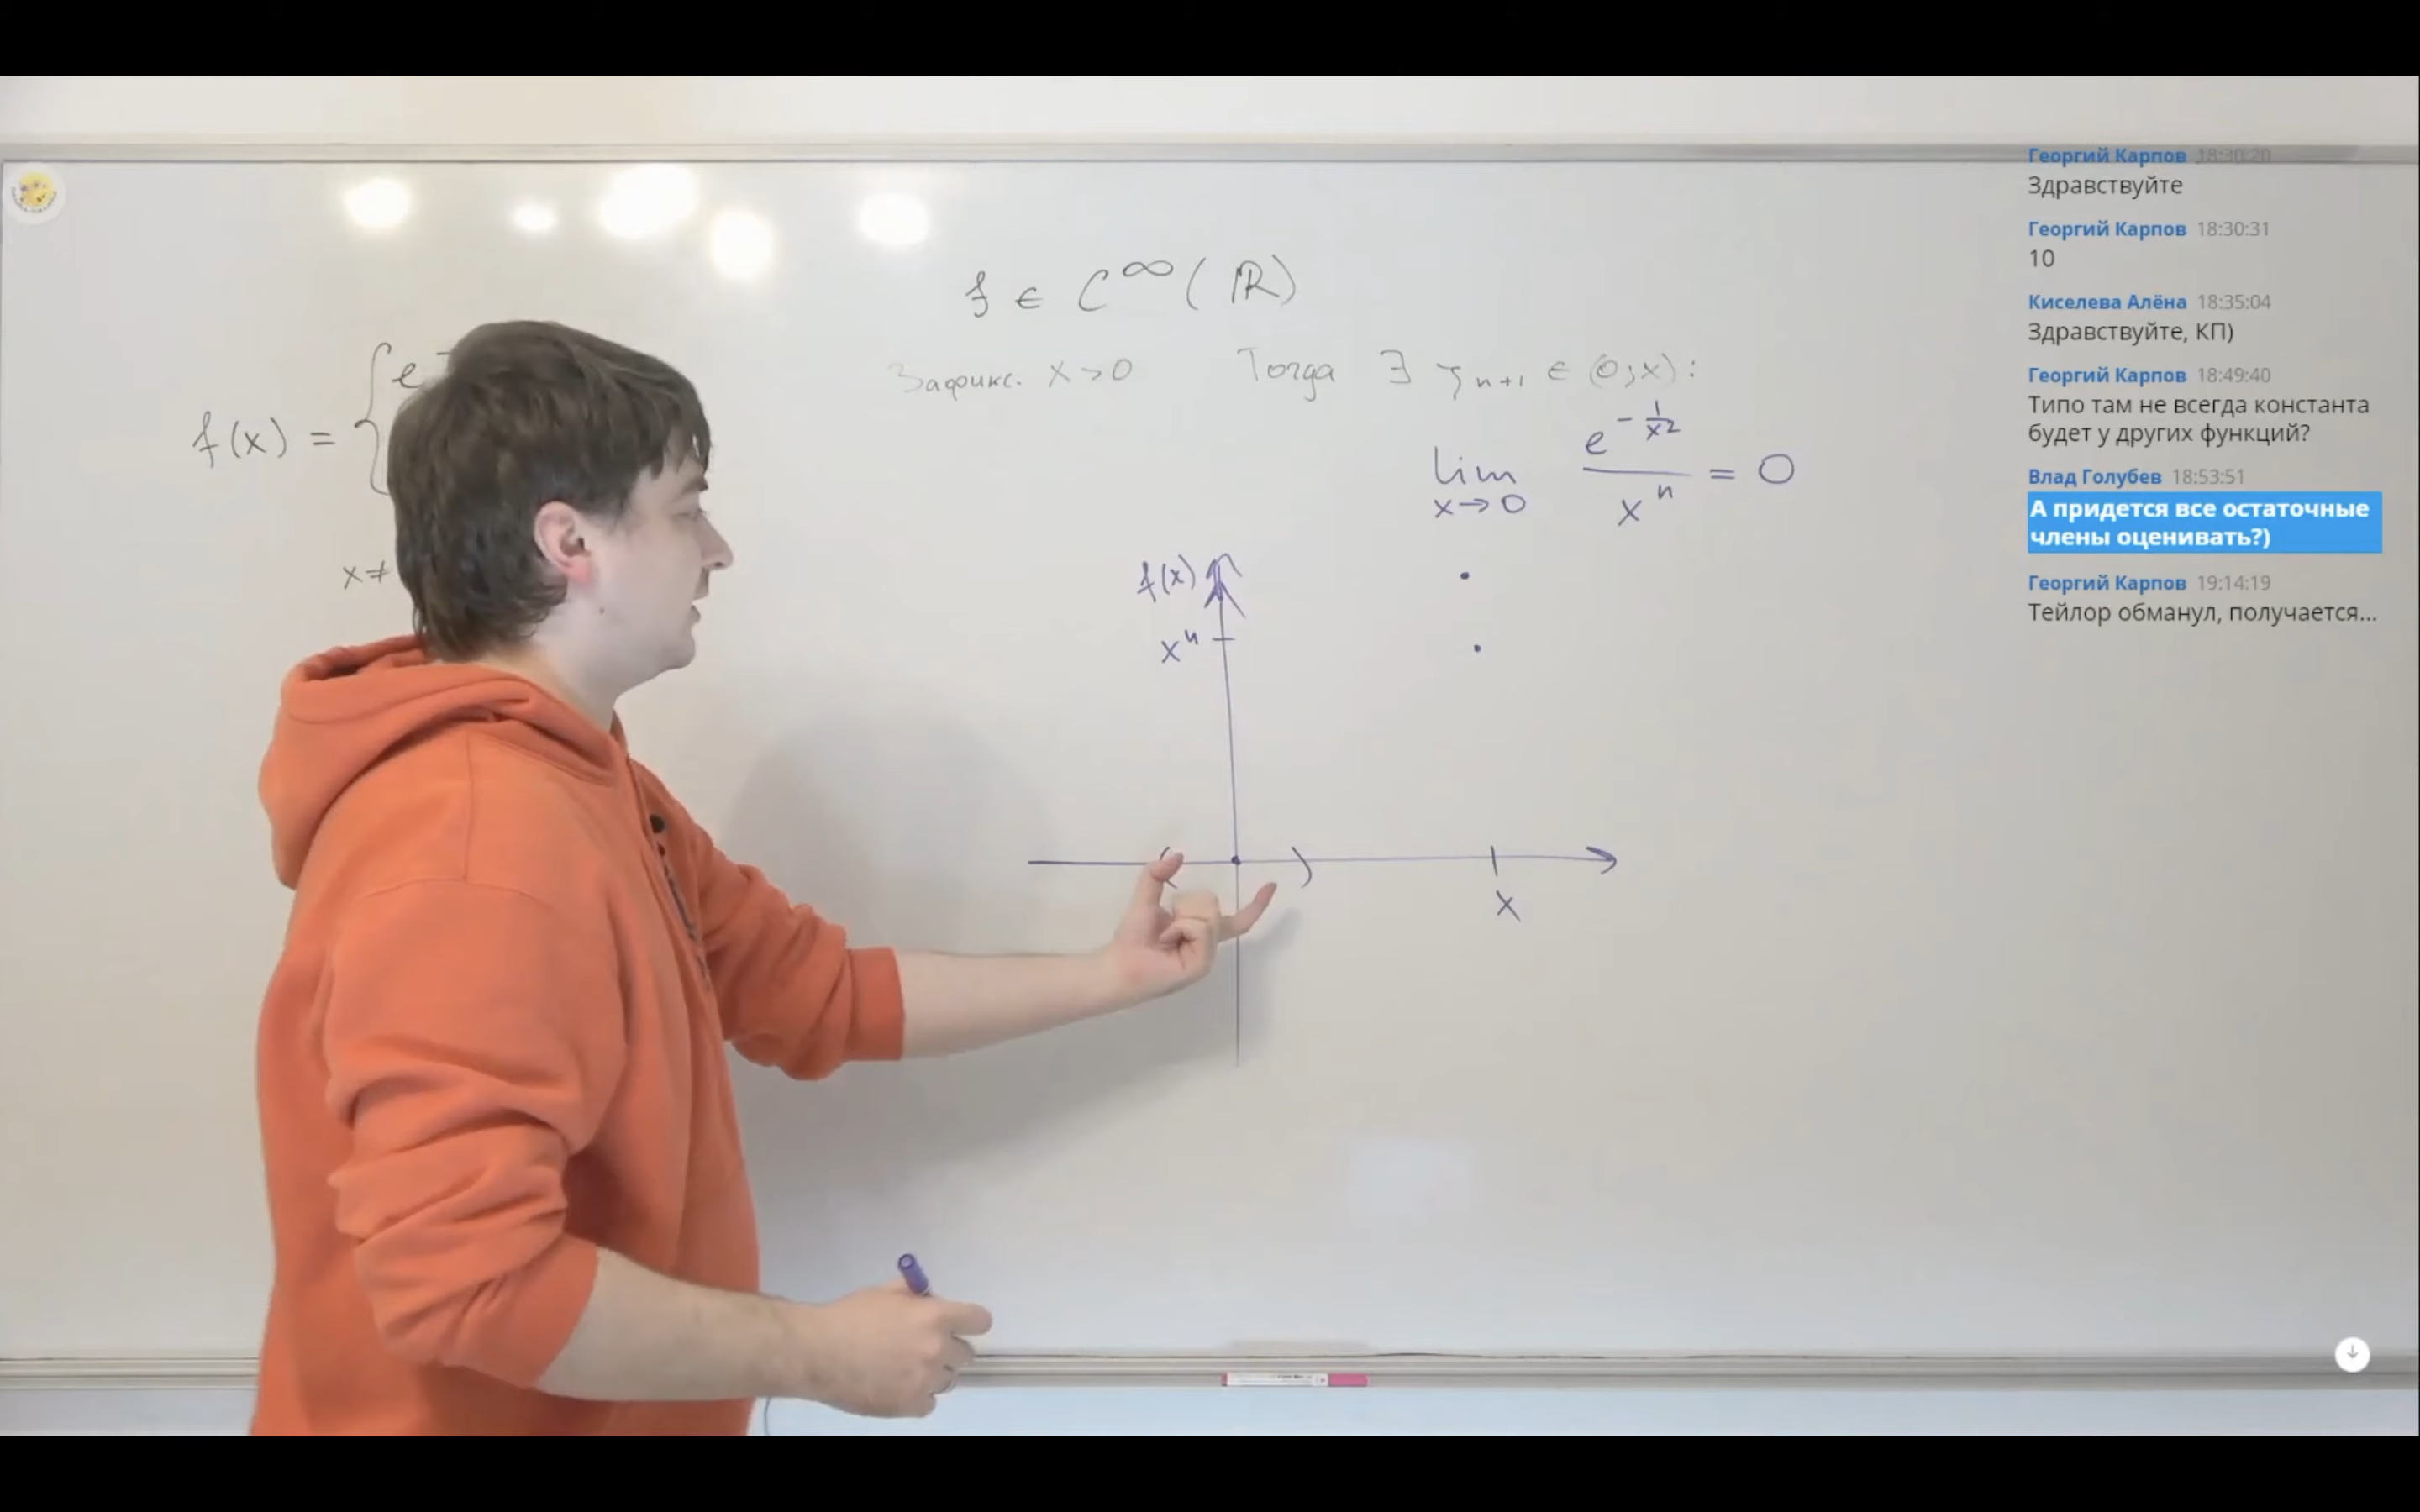 f ∈ C^∞(ℝ)
Зафикс. x > 0 Тогда ∃ ξ_{n+1} ∈ (0; x):
f(x) = { e^-
x ≠
lim_{x→0} e^{-1/x^2} / x^n = 0
f(x)
x^n
x
Георгий Карпов 18:30:20
Здравствуйте
Георгий Карпов 18:30:31
10
Киселева Алёна 18:35:04
Здравствуйте, КП)
Георгий Карпов 18:49:40
Типо там не всегда константа
будет у других функций?
Влад Голубев 18:53:51
А придется все остаточные
члены оценивать?)
Георгий Карпов 19:14:19
Тейлор обманул, получается...